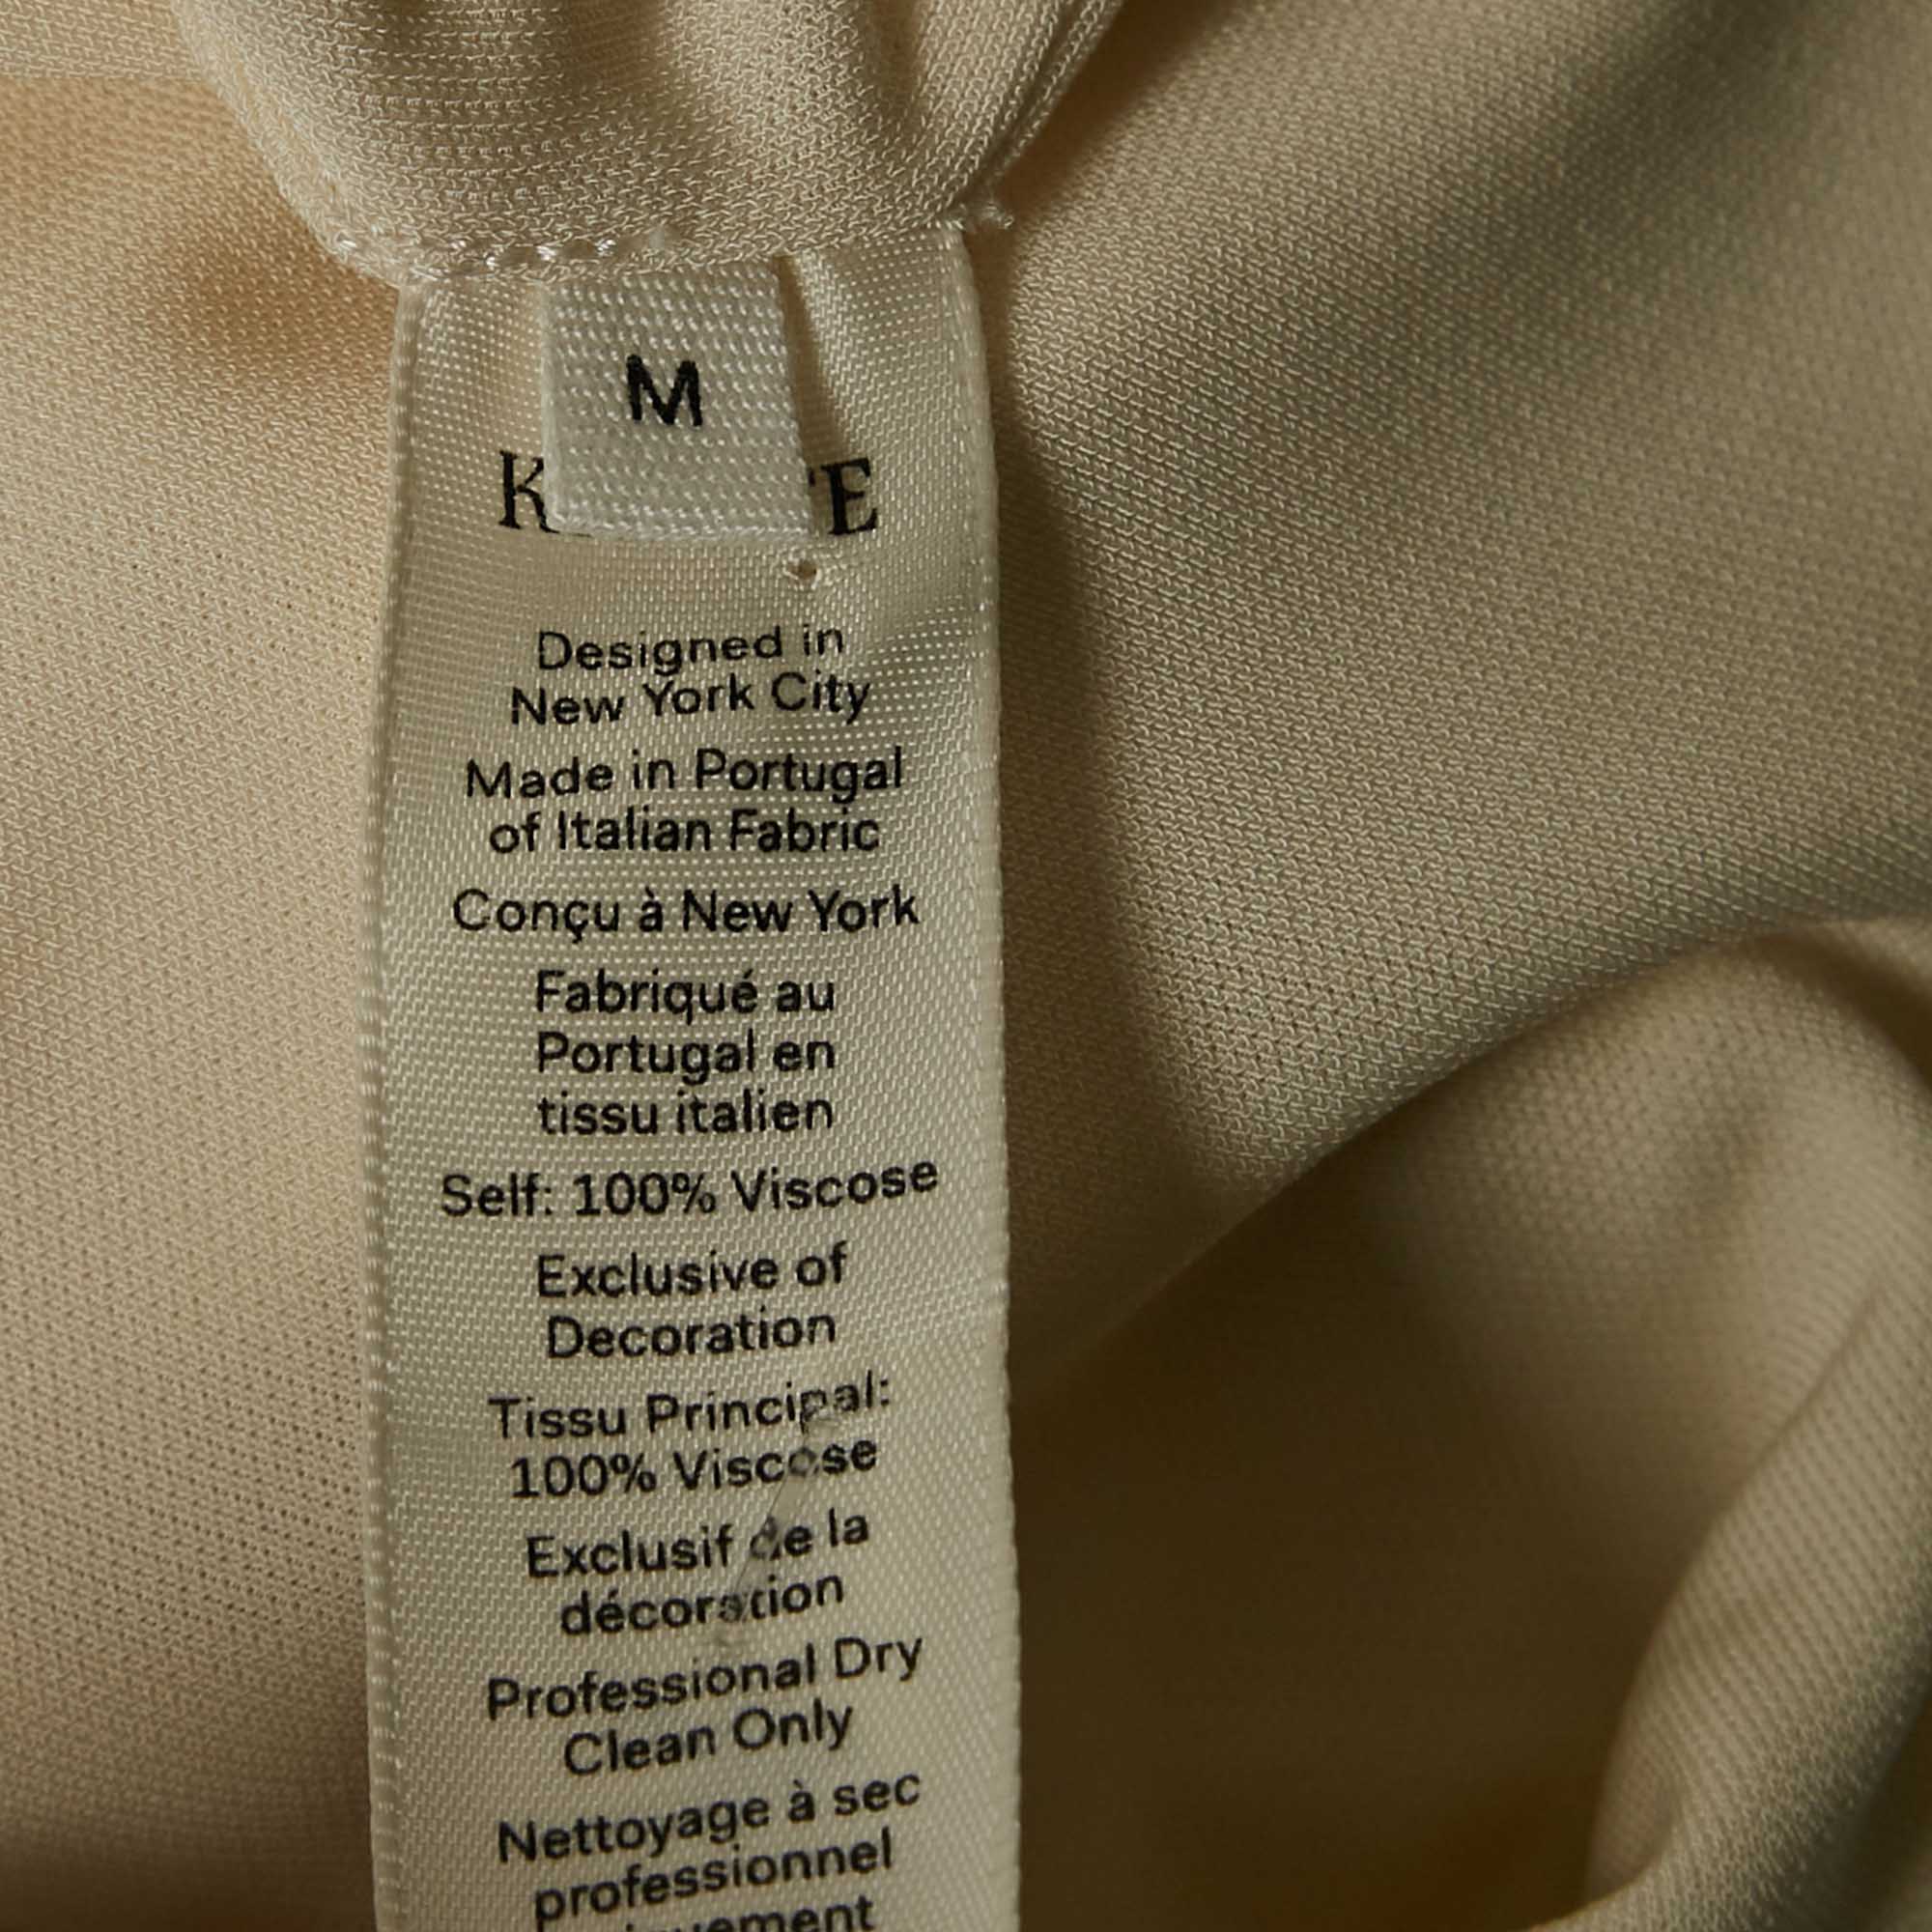 M
Designed in
New York City
Made in Portugal
of Italian Fabric
Conçu à New York
Fabriqué au
Portugal en
tissu italien
Self: 100% Viscose
Exclusive of
Decoration
Tissu Principal:
100% Viscose
Exclusif de la
décoration
Professional Dry
Clean Only
Nettoyage à sec
professionnel